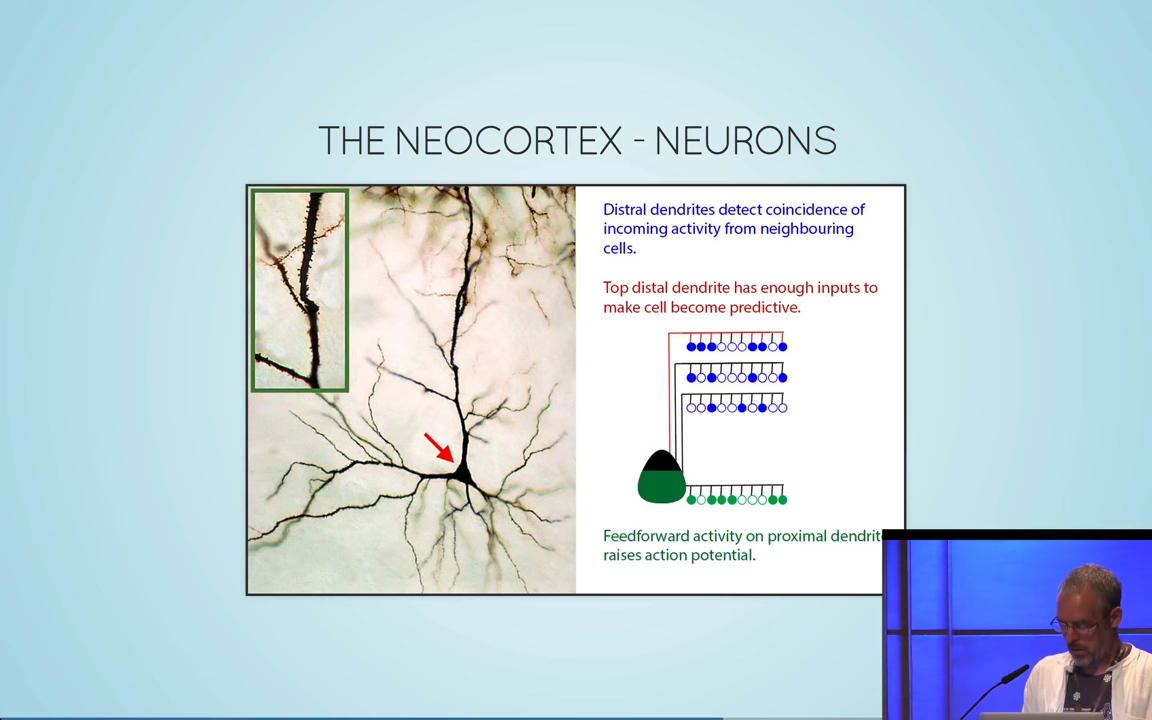 THE NEOCORTEX - NEURONS
Distral dendrites detect coincidence of
incoming activity from neighbouring
cells.
Top distal dendrite has enough inputs to
make cell become predictive.
Feedforward activity on proximal dendrit
raises action potential.